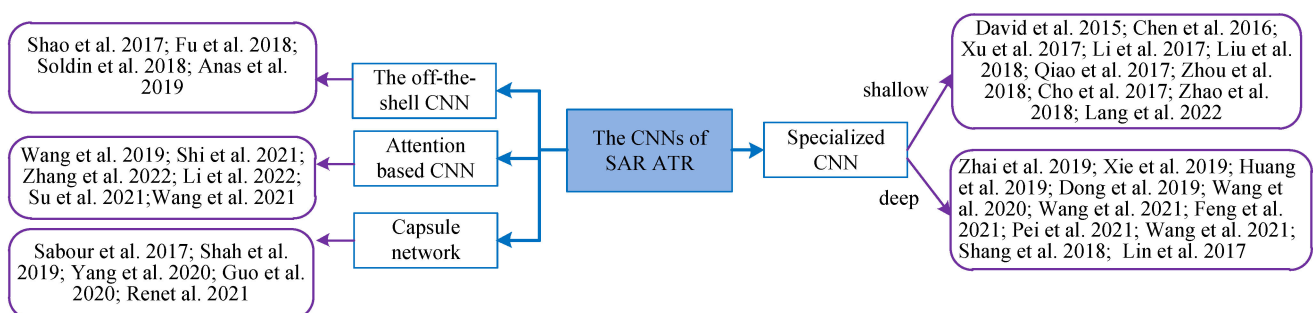 Shao et al. 2017; Fu et al. 2018;
Soldin et al. 2018; Anas et al.
2019
The off-the-
shell CNN
Wang et al. 2019; Shi et al. 2021;
Zhang et al. 2022; Li et al. 2022;
Su et al. 2021;Wang et al. 2021
Attention
based CNN
Sabour et al. 2017; Shah et al.
2019; Yang et al. 2020; Guo et al.
2020; Renet al. 2021
Capsule
network
The CNNs of
SAR ATR
Specialized
CNN
shallow
David et al. 2015; Chen et al. 2016;
Xu et al. 2017; Li et al. 2017; Liu et al.
2018; Qiao et al. 2017; Zhou et al.
2018; Cho et al. 2017; Zhao et al.
2018; Lang et al. 2022
deep
Zhai et al. 2019; Xie et al. 2019; Huang
et al. 2019; Dong et al. 2019; Wang et
al. 2020; Wang et al. 2021; Feng et al.
2021; Pei et al. 2021; Wang et al. 2021;
Shang et al. 2018; Lin et al. 2017